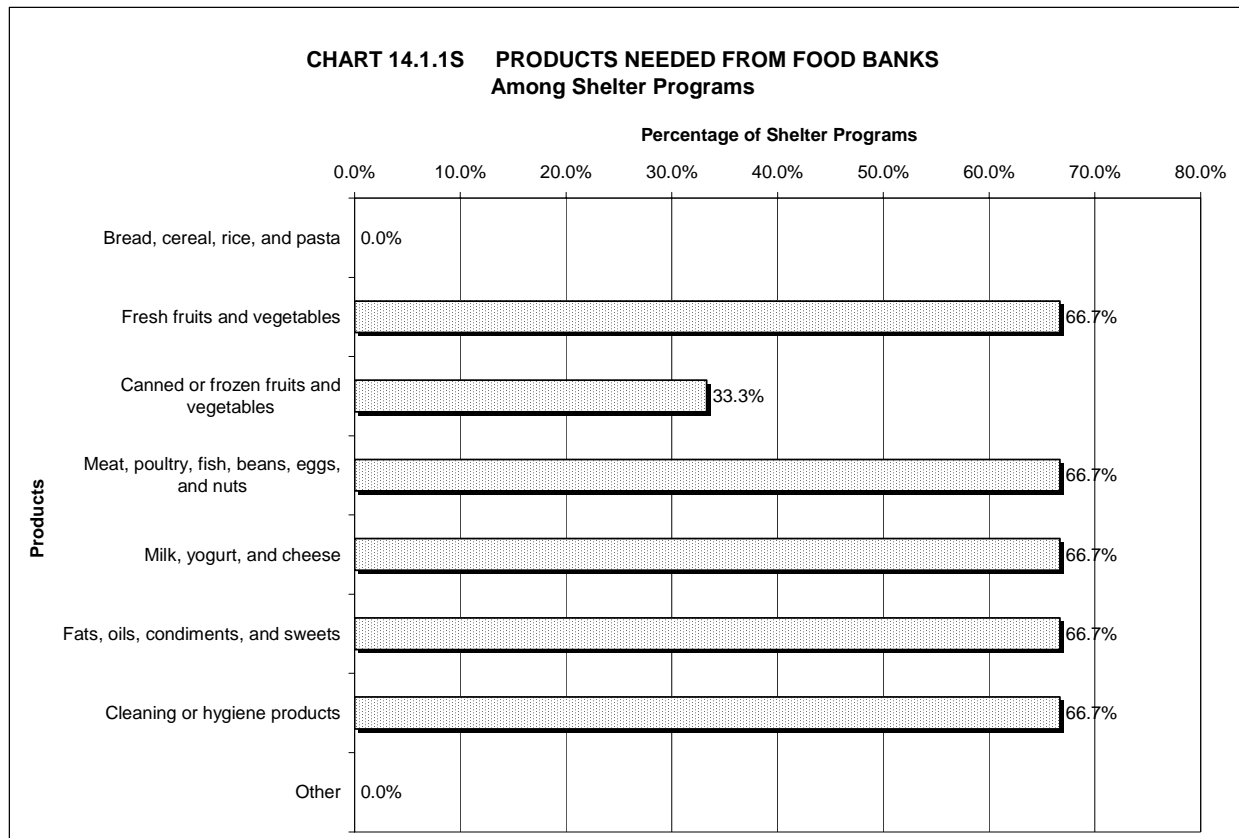 CHART 14.1.1S PRODUCTS NEEDED FROM FOOD BANKS
Among Shelter Programs
Percentage of Shelter Programs
0.0% 10.0% 20.0% 30.0% 40.0% 50.0% 60.0% 70.0% 80.0%
Products
Bread, cereal, rice, and pasta 0.0%
Fresh fruits and vegetables 66.7%
Canned or frozen fruits and
vegetables 33.3%
Meat, poultry, fish, beans, eggs,
and nuts 66.7%
Milk, yogurt, and cheese 66.7%
Fats, oils, condiments, and sweets 66.7%
Cleaning or hygiene products 66.7%
Other 0.0%